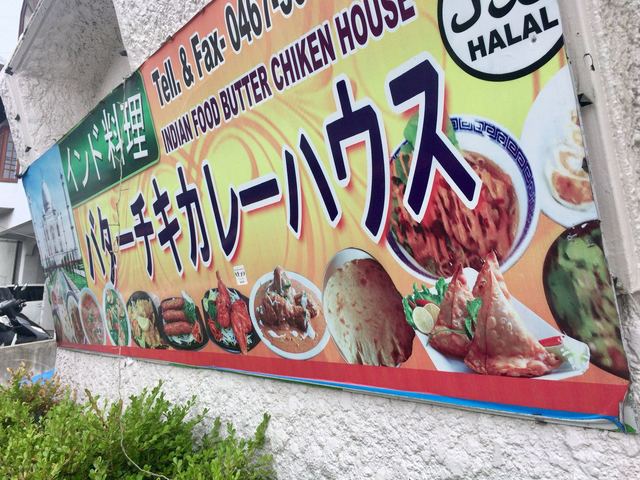 Tell. & Fax- 0467-
HALAL
INDIAN FOOD BUTTER CHIKEN HOUSE
インド料理
バターチキカレーハウス